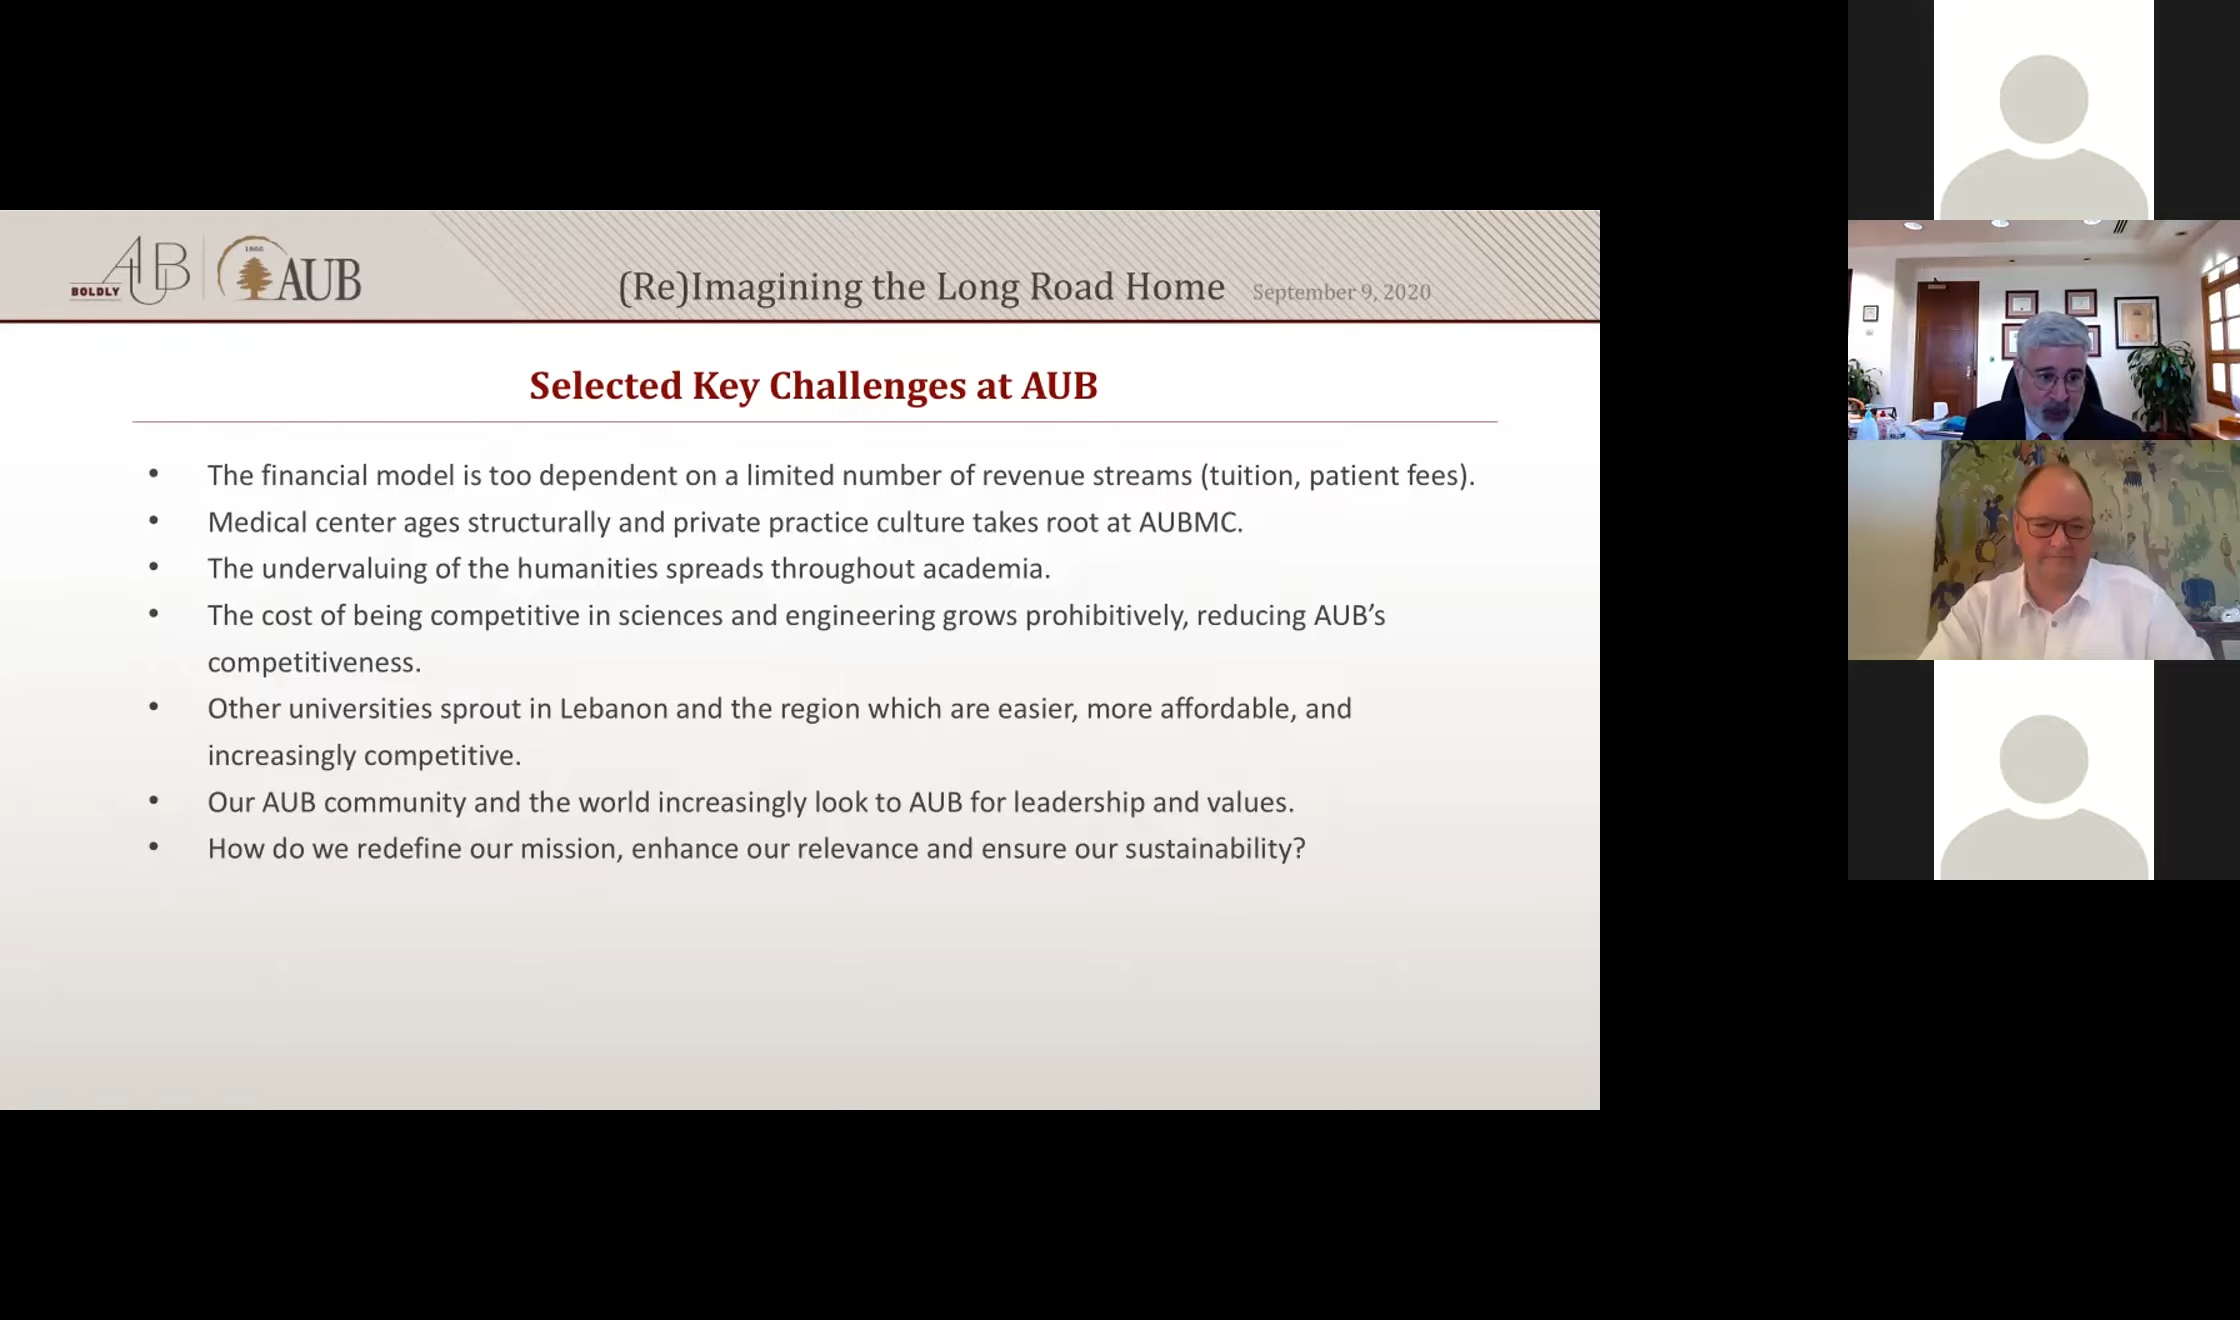 AUB
BOLDLY
1866
AUB
(Re)Imagining the Long Road Home September 9, 2020
Selected Key Challenges at AUB
• The financial model is too dependent on a limited number of revenue streams (tuition, patient fees).
• Medical center ages structurally and private practice culture takes root at AUBMC.
• The undervaluing of the humanities spreads throughout academia.
• The cost of being competitive in sciences and engineering grows prohibitively, reducing AUB’s
competitiveness.
• Other universities sprout in Lebanon and the region which are easier, more affordable, and
increasingly competitive.
• Our AUB community and the world increasingly look to AUB for leadership and values.
• How do we redefine our mission, enhance our relevance and ensure our sustainability?